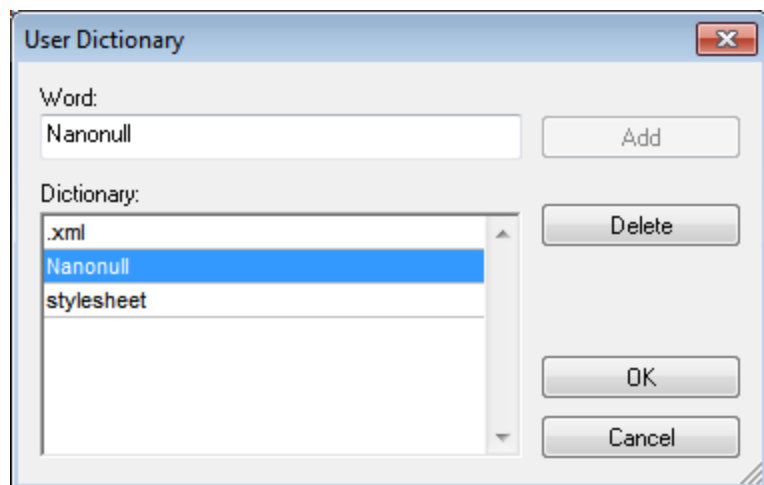 User Dictionary
Word:
Nanonull
Add
Dictionary:
.xml
Nanonull
stylesheet
Delete
OK
Cancel